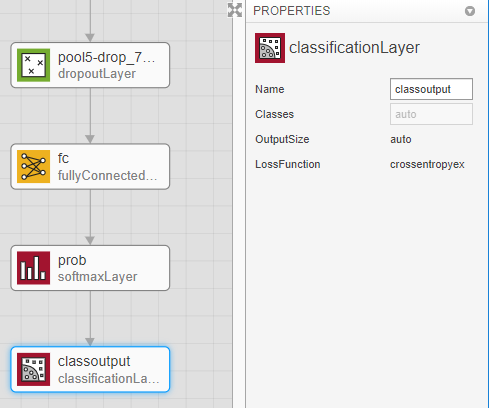 pool5-drop_7...
dropoutLayer
fc
fullyConnected...
prob
softmaxLayer
classoutput
classificationLa...
PROPERTIES
classificationLayer
Name classoutput
Classes auto
OutputSize auto
LossFunction crossentropyex